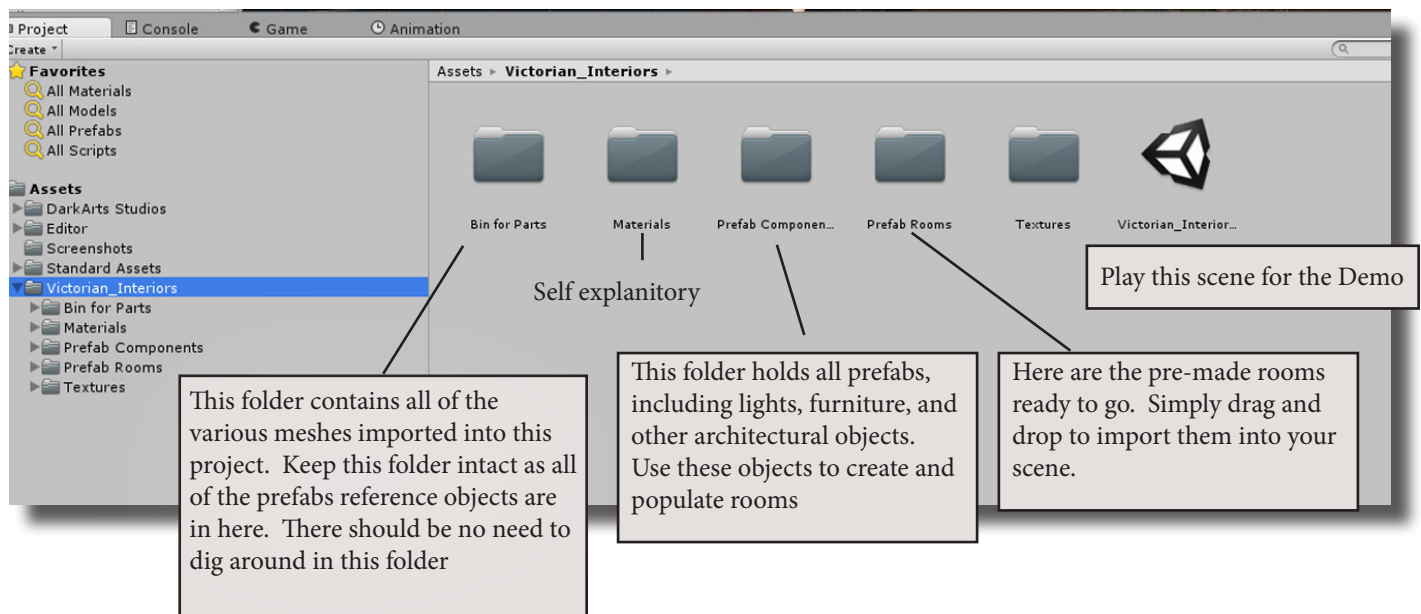 Project Console Game Animation
Create
Favorites
All Materials
All Models
All Prefabs
All Scripts
Assets
DarkArts Studios
Editor
Screenshots
Standard Assets
Victorian_Interiors
Bin for Parts
Materials
Prefab Components
Prefab Rooms
Textures
Assets ▸ Victorian_Interiors ▸
Bin for Parts
Materials
Prefab Componen...
Prefab Rooms
Textures
Victorian_Interior...
Self explanitory
Play this scene for the Demo
This folder contains all of the
various meshes imported into this
project. Keep this folder intact as all
of the prefabs reference objects are
in here. There should be no need to
dig around in this folder
This folder holds all prefabs,
including lights, furniture, and
other architectural objects.
Use these objects to create and
populate rooms
Here are the pre-made rooms
ready to go. Simply drag and
drop to import them into your
scene.